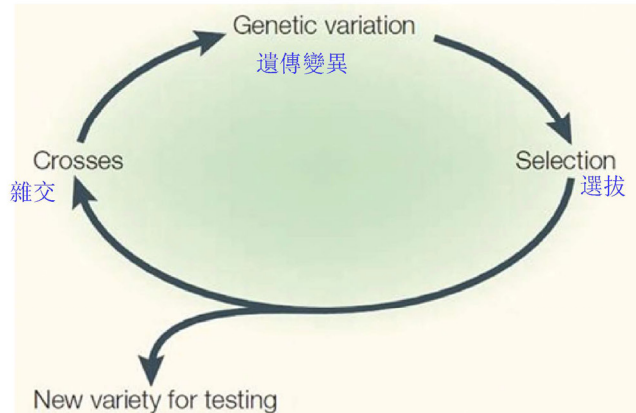 Genetic variation
遺傳變異
Crosses
雜交
Selection
選拔
New variety for testing